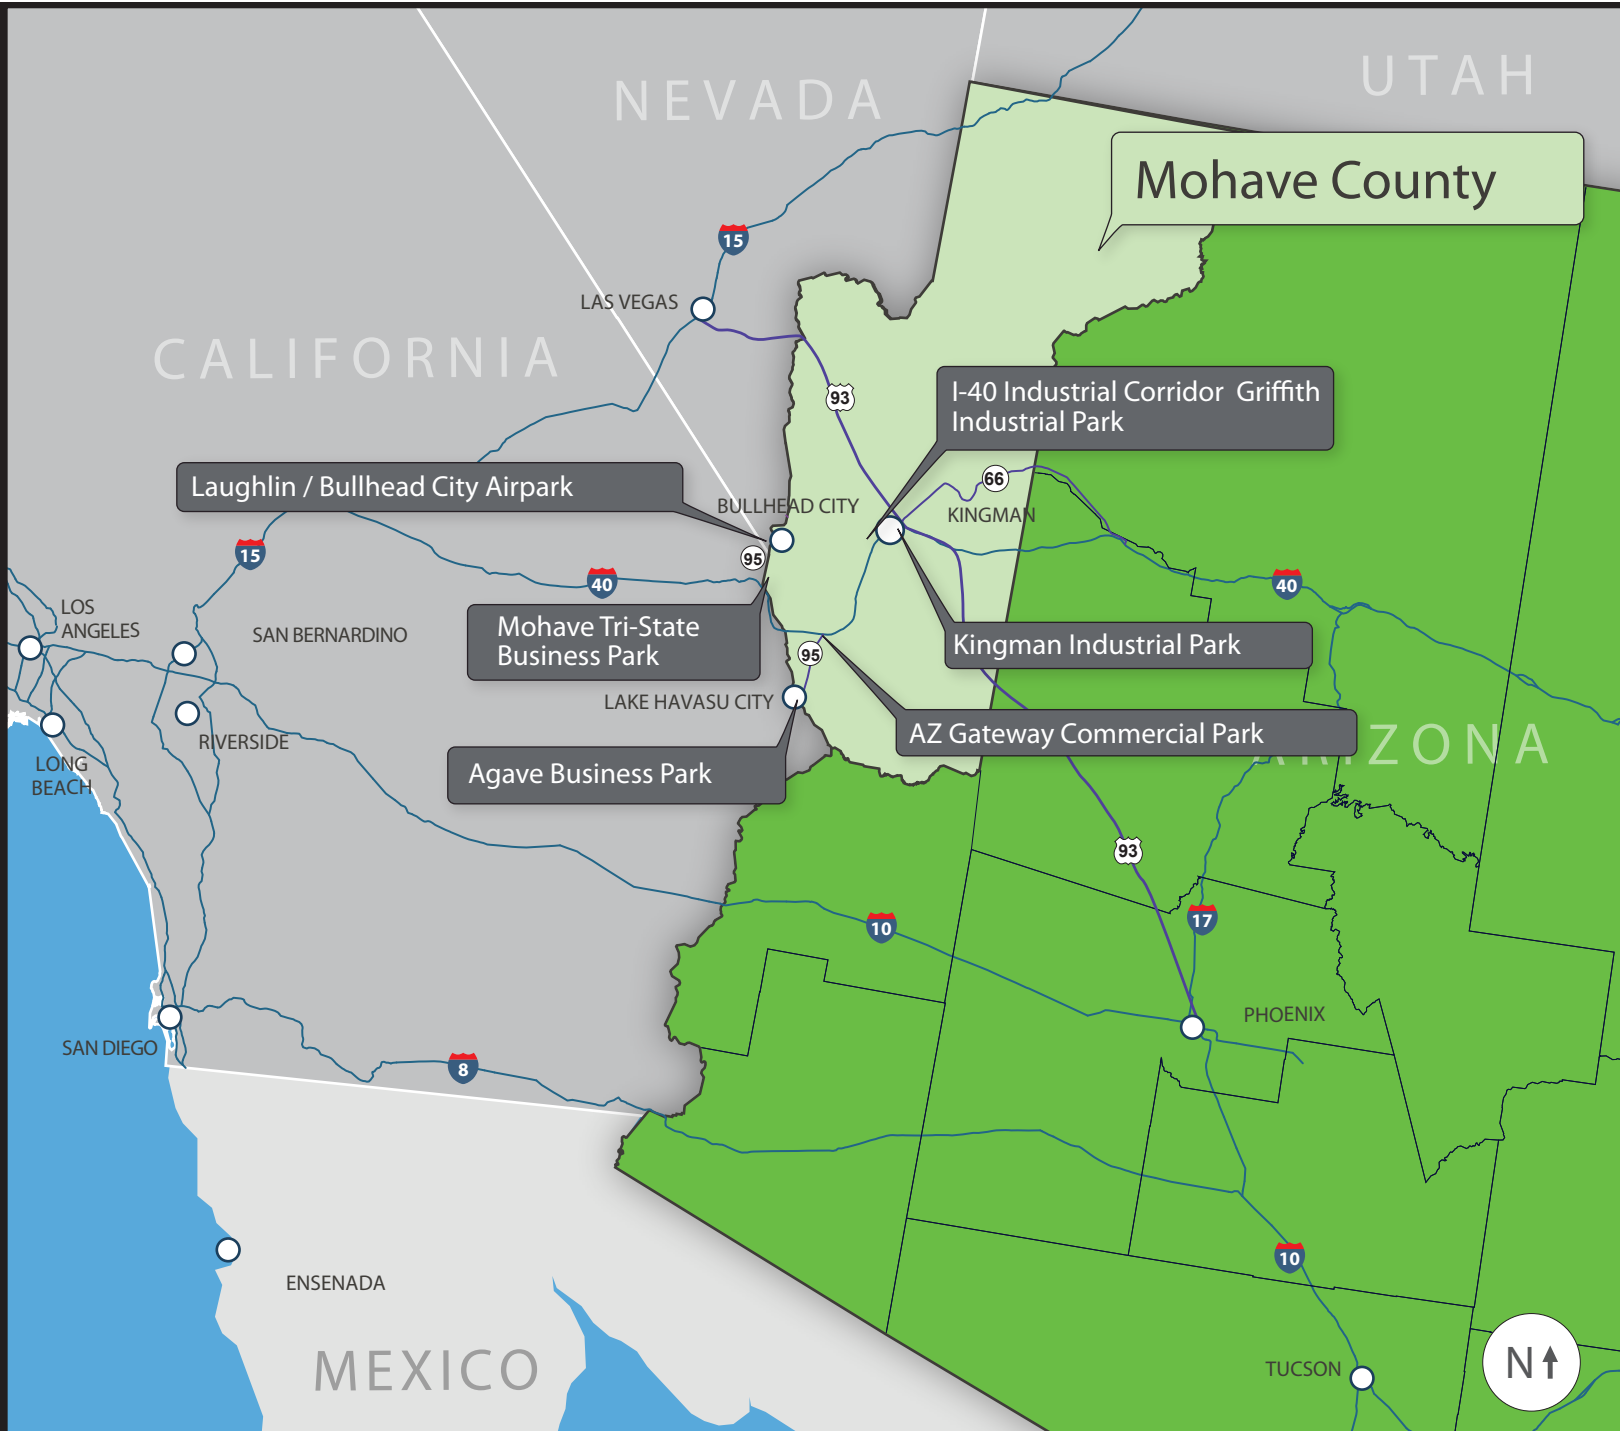 UTAH
NEVADA
Mohave County
15
LAS VEGAS
CALIFORNIA
93
I-40 Industrial Corridor  Griffith
Industrial Park
66
Laughlin / Bullhead City Airpark
BULLHEAD CITY
KINGMAN
15
95
40
40
LOS
ANGELES
SAN BERNARDINO
Mohave Tri-State
Business Park
95
Kingman Industrial Park
LAKE HAVASU CITY
RIVERSIDE
AZ Gateway Commercial Park
ARIZONA
LONG
BEACH
Agave Business Park
93
10
17
PHOENIX
SAN DIEGO
8
10
ENSENADA
MEXICO
TUCSON
N